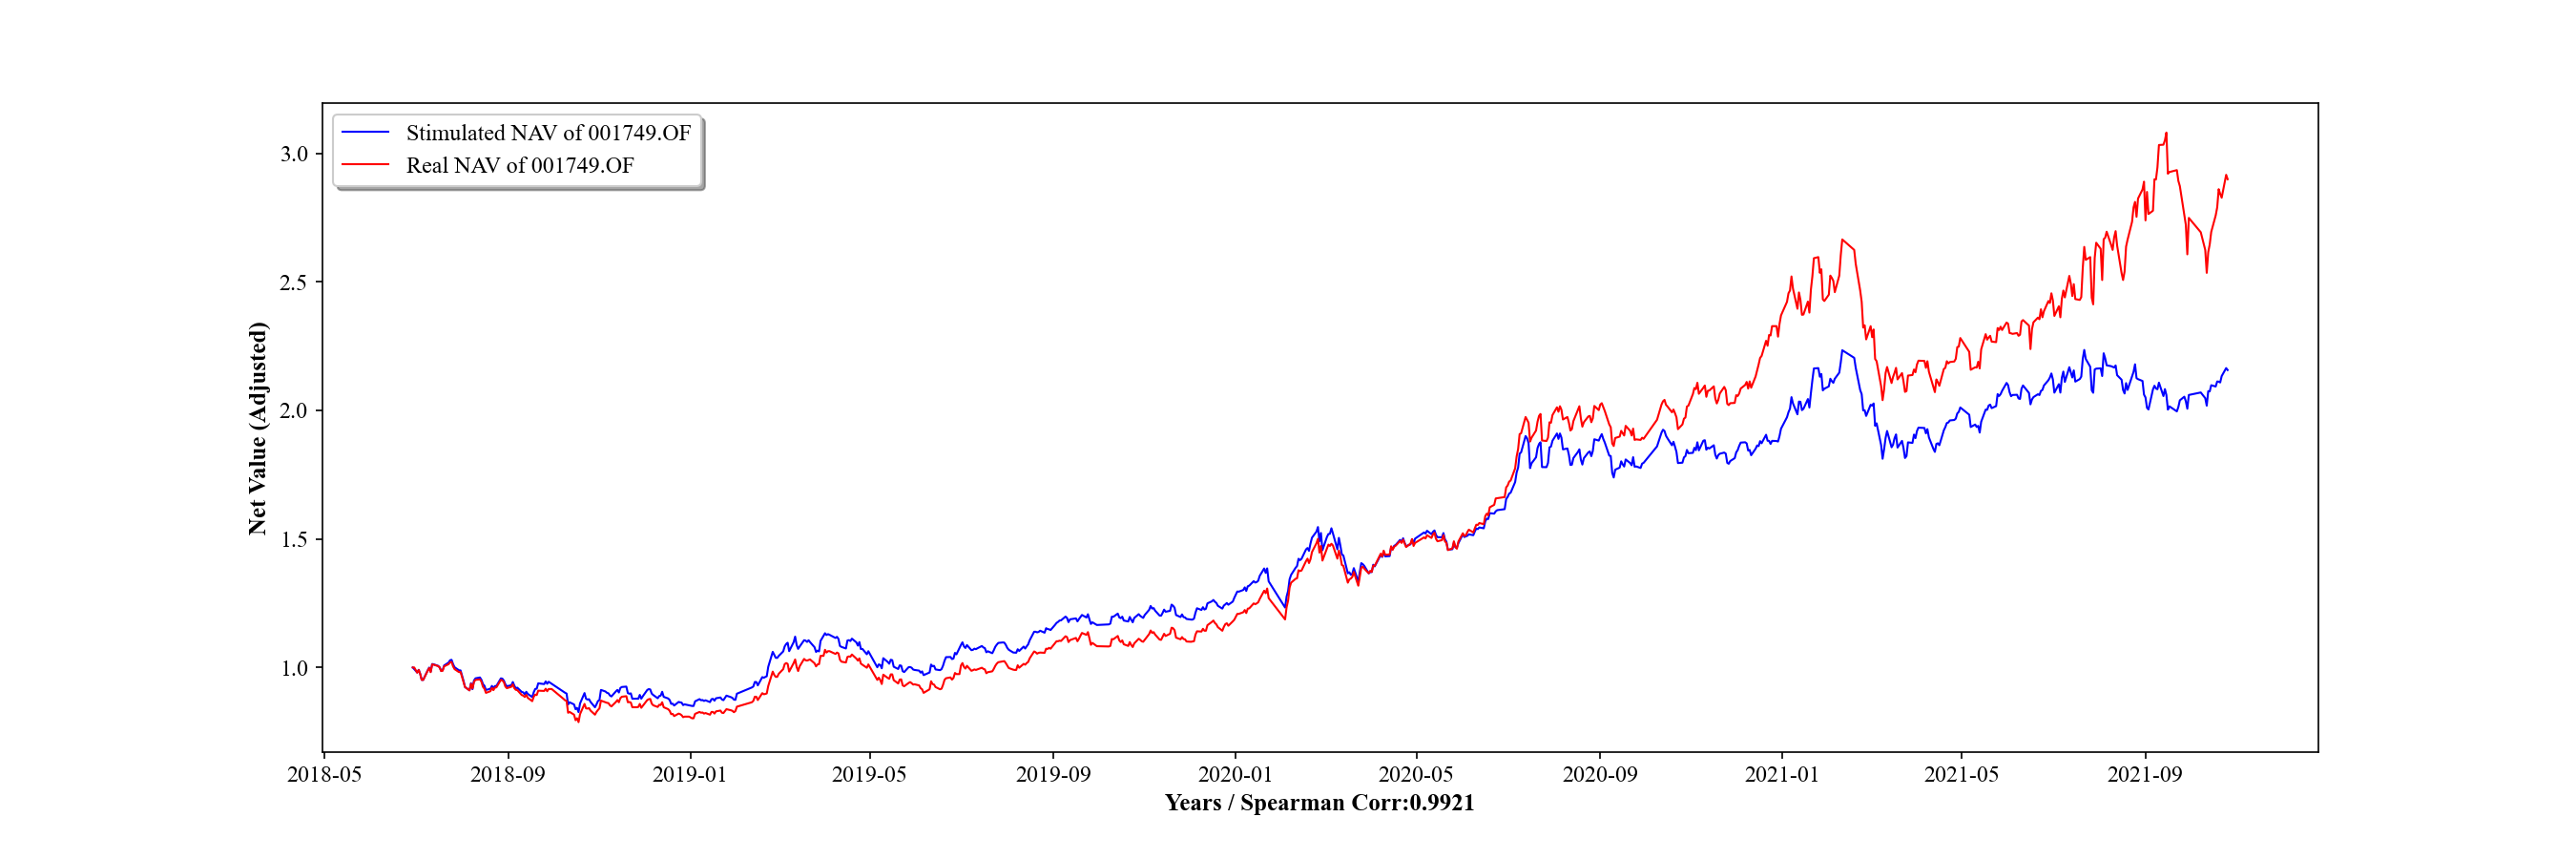 Stimulated NAV of 001749.OF
Real NAV of 001749.OF
3.0
2.5
2.0
1.5
1.0
Net Value (Adjusted)
2018-05 2018-09 2019-01 2019-05 2019-09 2020-01 2020-05 2020-09 2021-01 2021-05 2021-09
Years / Spearman Corr:0.9921